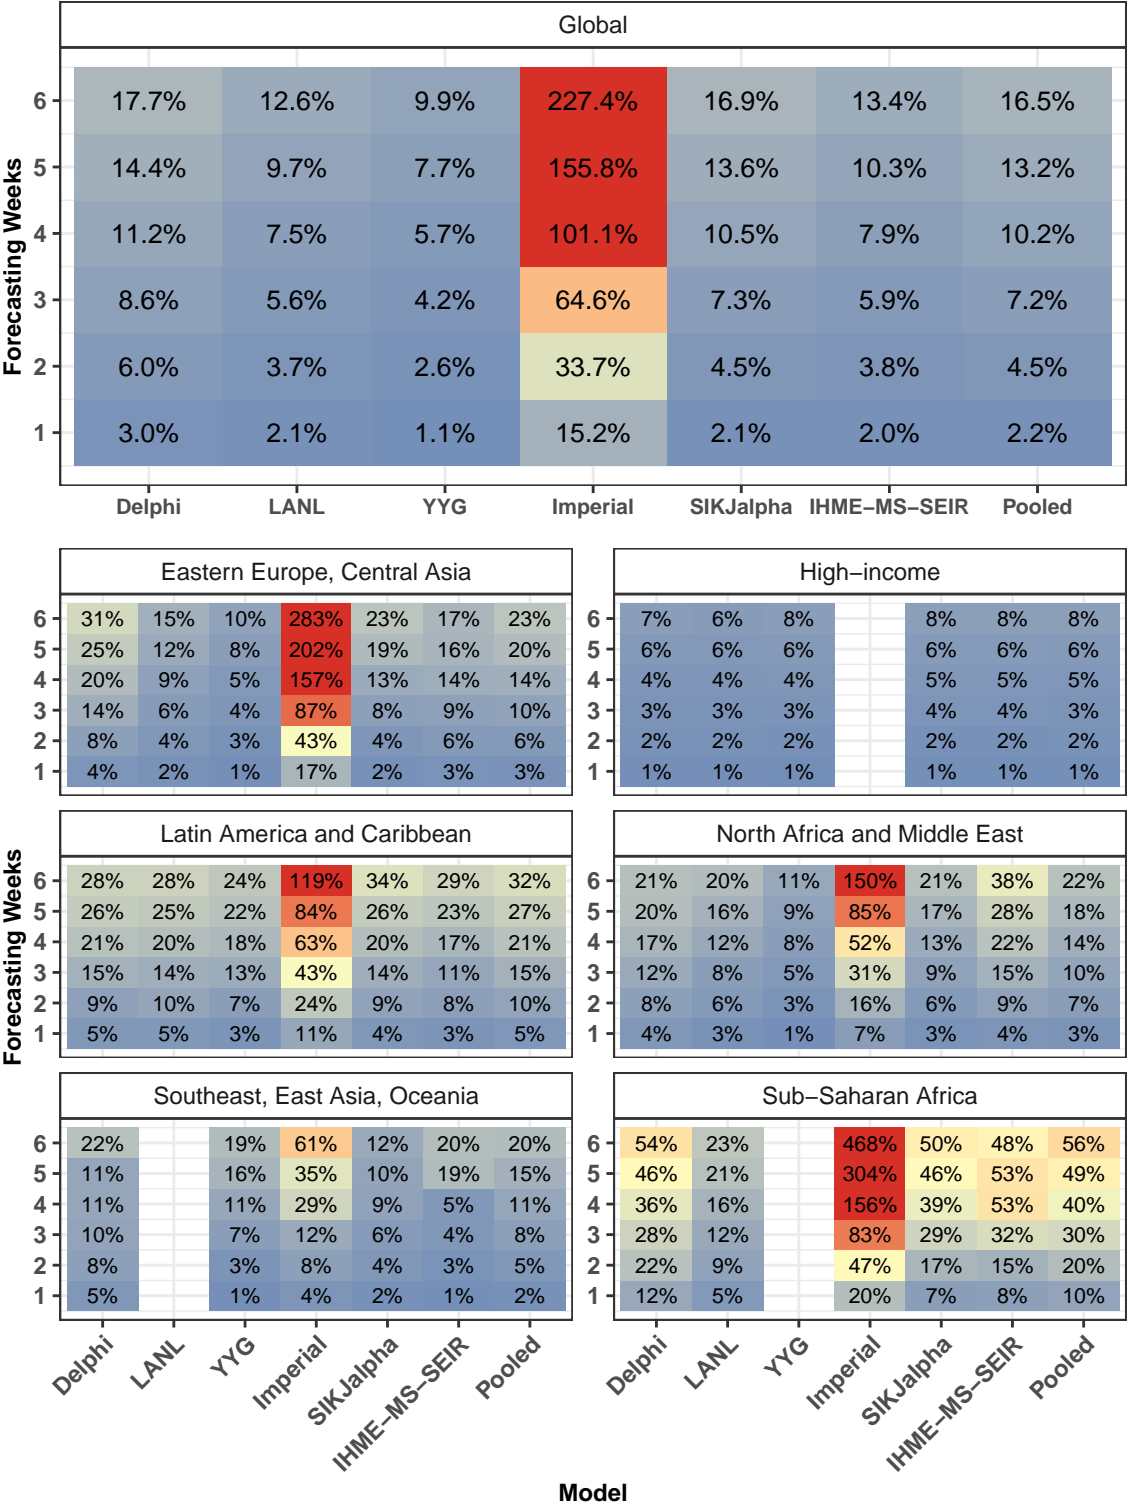 Global
Forecasting Weeks
6 17.7% 12.6% 9.9% 227.4% 16.9% 13.4% 16.5%
5 14.4% 9.7% 7.7% 155.8% 13.6% 10.3% 13.2%
4 11.2% 7.5% 5.7% 101.1% 10.5% 7.9% 10.2%
3 8.6% 5.6% 4.2% 64.6% 7.3% 5.9% 7.2%
2 6.0% 3.7% 2.6% 33.7% 4.5% 3.8% 4.5%
1 3.0% 2.1% 1.1% 15.2% 2.1% 2.0% 2.2%
Delphi LANL YYG Imperial SIKJalpha IHME−MS−SEIR Pooled
Forecasting Weeks
Eastern Europe, Central Asia
6 31% 15% 10% 283% 23% 17% 23%
5 25% 12% 8% 202% 19% 16% 20%
4 20% 9% 5% 157% 13% 14% 14%
3 14% 6% 4% 87% 8% 9% 10%
2 8% 4% 3% 43% 4% 6% 6%
1 4% 2% 1% 17% 2% 3% 3%
High−income
6 7% 6% 8% 8% 8% 8%
5 6% 6% 6% 6% 6% 6%
4 4% 4% 4% 5% 5% 5%
3 3% 3% 3% 4% 4% 3%
2 2% 2% 2% 2% 2% 2%
1 1% 1% 1% 1% 1% 1%
Latin America and Caribbean
6 28% 28% 24% 119% 34% 29% 32%
5 26% 25% 22% 84% 26% 23% 27%
4 21% 20% 18% 63% 20% 17% 21%
3 15% 14% 13% 43% 14% 11% 15%
2 9% 10% 7% 24% 9% 8% 10%
1 5% 5% 3% 11% 4% 3% 5%
North Africa and Middle East
6 21% 20% 11% 150% 21% 38% 22%
5 20% 16% 9% 85% 17% 28% 18%
4 17% 12% 8% 52% 13% 22% 14%
3 12% 8% 5% 31% 9% 15% 10%
2 8% 6% 3% 16% 6% 9% 7%
1 4% 3% 1% 7% 3% 4% 3%
Southeast, East Asia, Oceania
6 22% 19% 61% 12% 20% 20%
5 11% 16% 35% 10% 19% 15%
4 11% 11% 29% 9% 5% 11%
3 10% 7% 12% 6% 4% 8%
2 8% 3% 8% 4% 3% 5%
1 5% 1% 4% 2% 1% 2%
Delphi LANL YYG Imperial SIKJalpha IHME−MS−SEIR Pooled
Sub−Saharan Africa
6 54% 23% 468% 50% 48% 56%
5 46% 21% 304% 46% 53% 49%
4 36% 16% 156% 39% 53% 40%
3 28% 12% 83% 29% 32% 30%
2 22% 9% 47% 17% 15% 20%
1 12% 5% 20% 7% 8% 10%
Delphi LANL YYG Imperial SIKJalpha IHME−MS−SEIR Pooled
Model